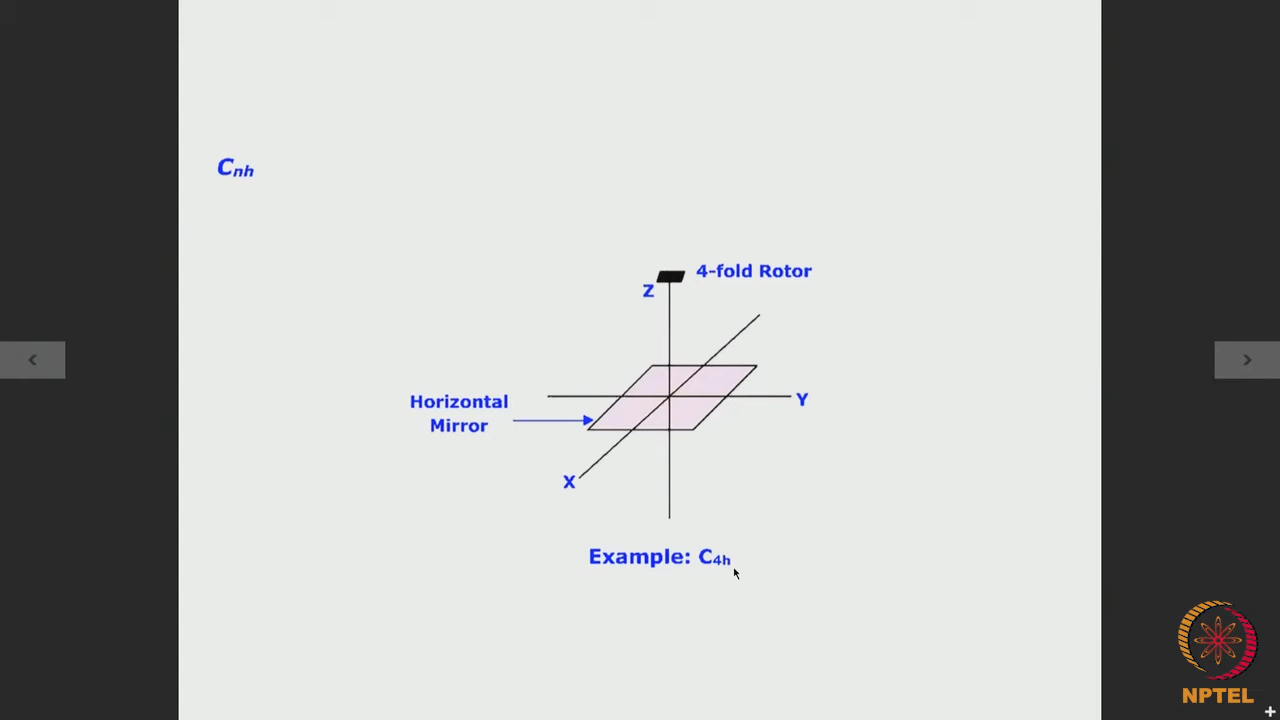 Cnh
4-fold Rotor
Z
Horizontal
Mirror
Y
X
Example: C4h
NPTEL